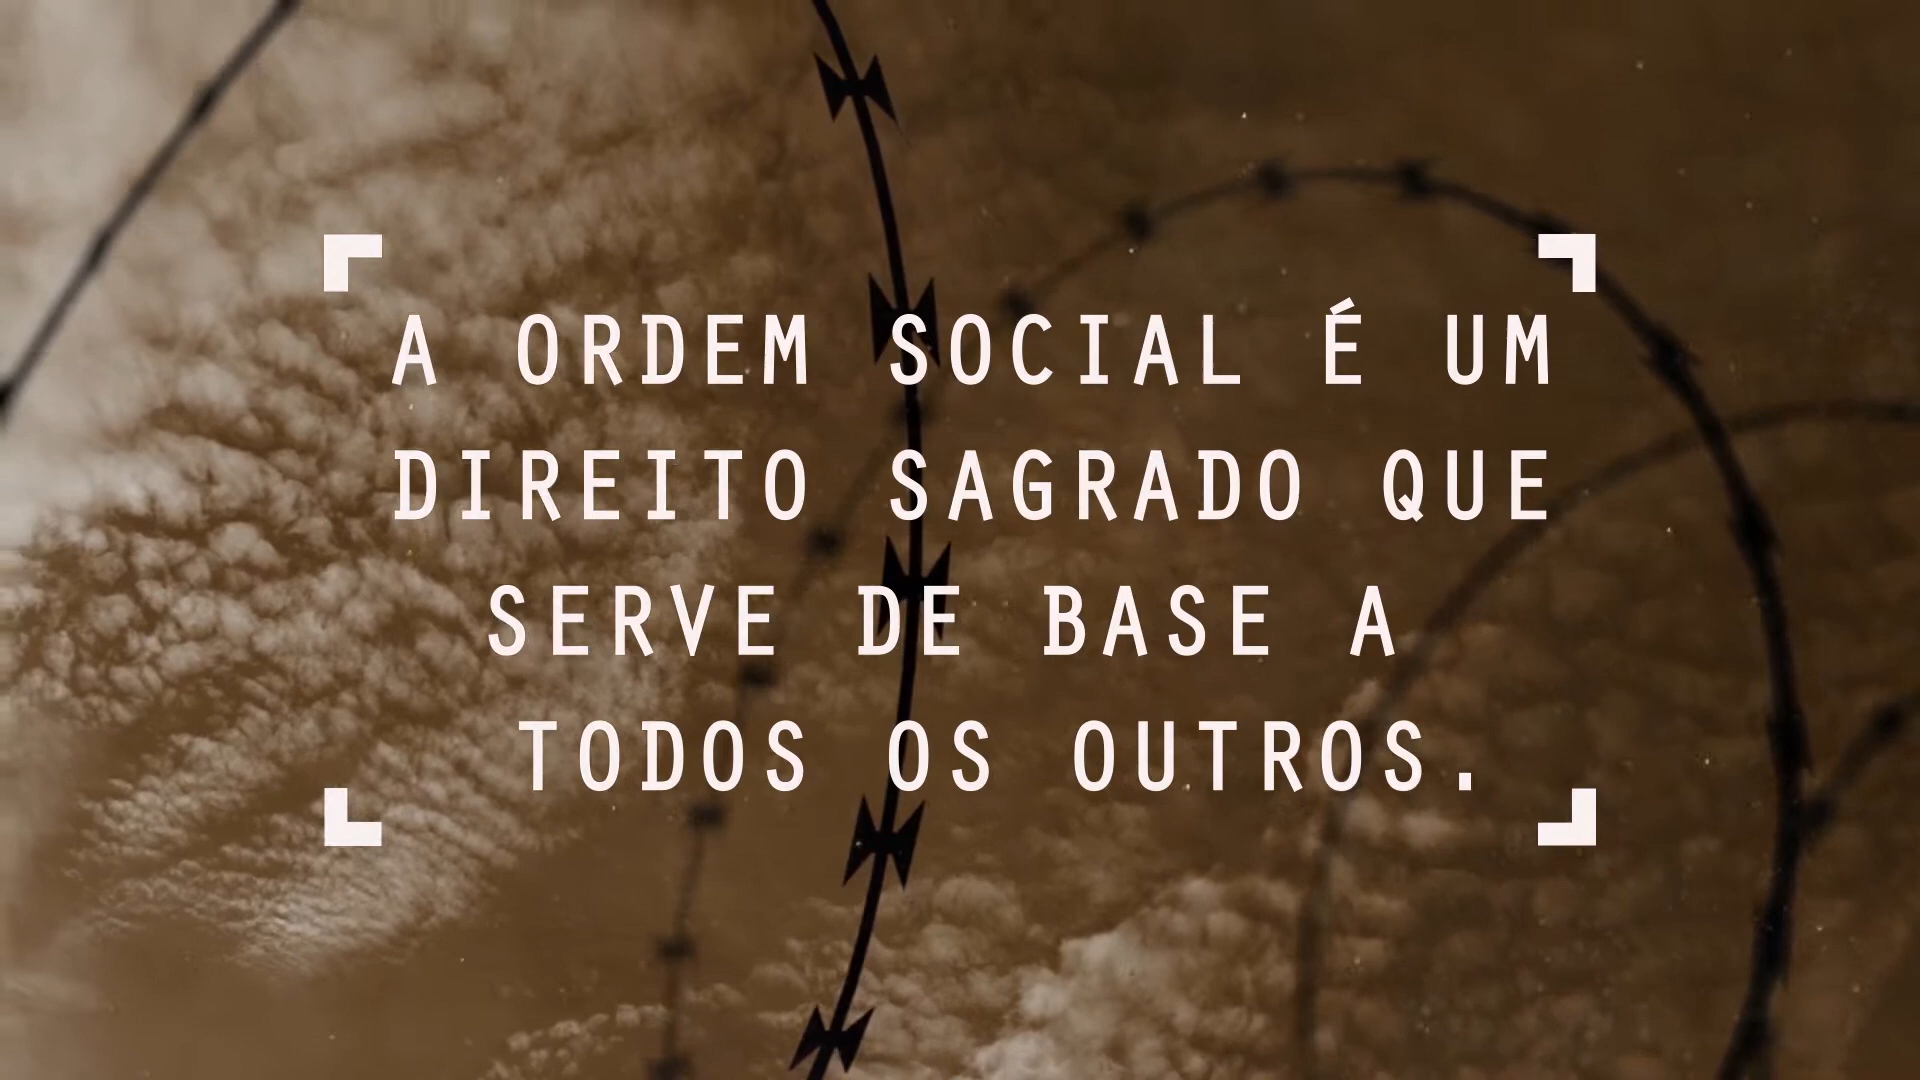 A ORDEM SOCIAL É UM
DIREITO SAGRADO QUE
SERVE DE BASE A
TODOS OS OUTROS.